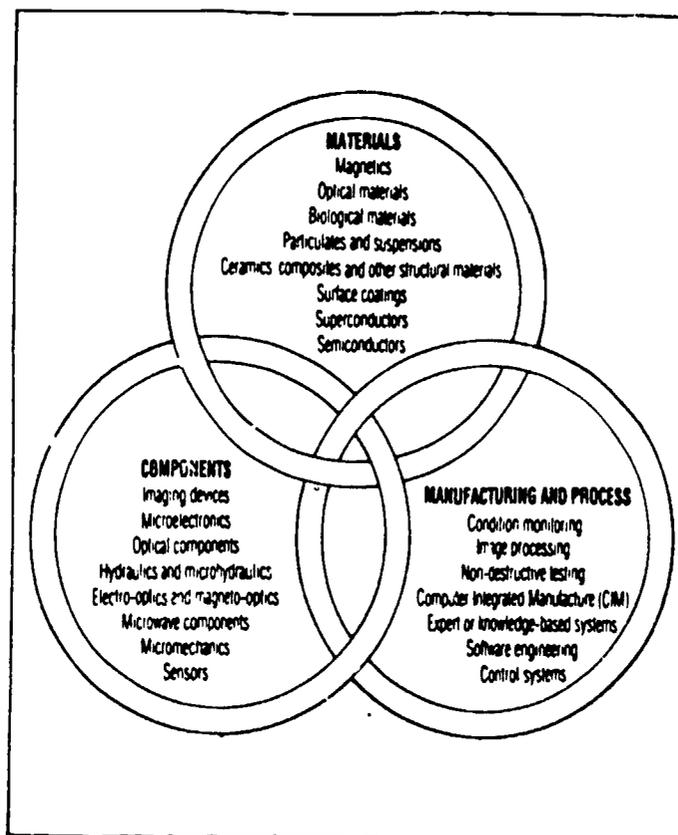 MATERIALS
Magnetics
Optical materials
Biological materials
Particulates and suspensions
Ceramics, composites and other structural materials
Surface coatings
Superconductors
Semiconductors
COMPONENTS
Imaging devices
Microelectronics
Optical components
Hydraulics and microhydraulics
Electro-optics and magneto-optics
Microwave components
Micromechanics
Sensors
MANUFACTURING AND PROCESS
Condition monitoring
Image processing
Non-destructive testing
Computer Integrated Manufacture (CIM)
Expert or knowledge-based systems
Software engineering
Control systems